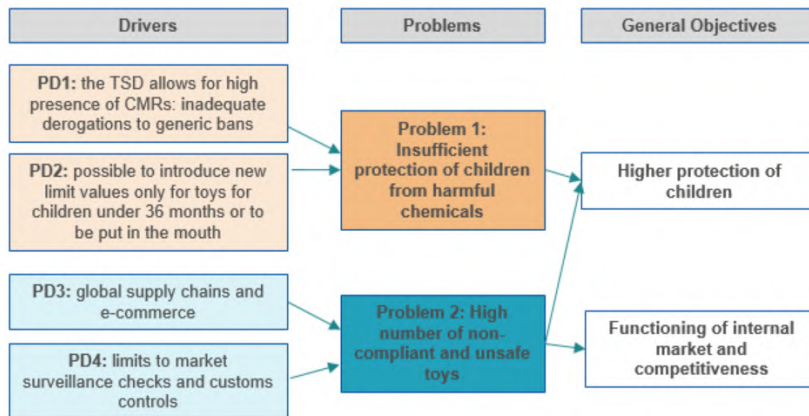 Drivers
Problems
General Objectives
PD1: the TSD allows for high
presence of CMRs: inadequate
derogations to generic bans
PD2: possible to introduce new
limit values only for toys for
children under 36 months or to
be put in the mouth
Problem 1:
Insufficient
protection of children
from harmful
chemicals
Higher protection of
children
PD3: global supply chains and
e-commerce
PD4: limits to market
surveillance checks and customs
controls
Problem 2: High
number of non-
compliant and unsafe
toys
Functioning of internal
market and
competitiveness